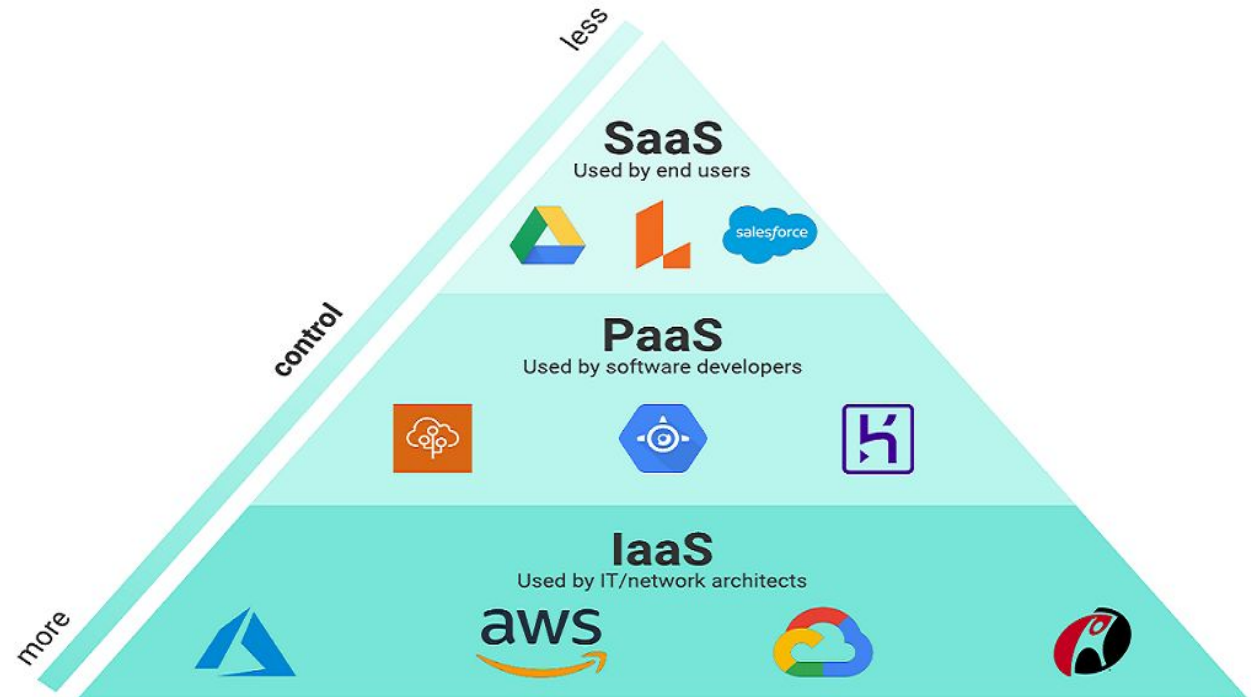 less
SaaS
Used by end users
salesforce
control
PaaS
Used by software developers
IaaS
Used by IT/network architects
more
aws